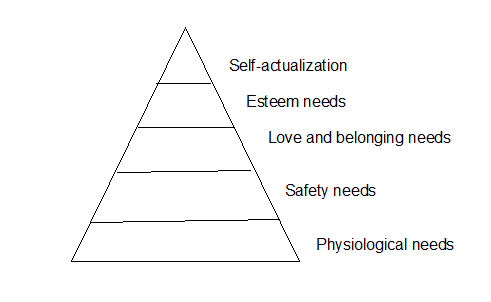 Self-actualization
Esteem needs
Love and belonging needs
Safety needs
Physiological needs